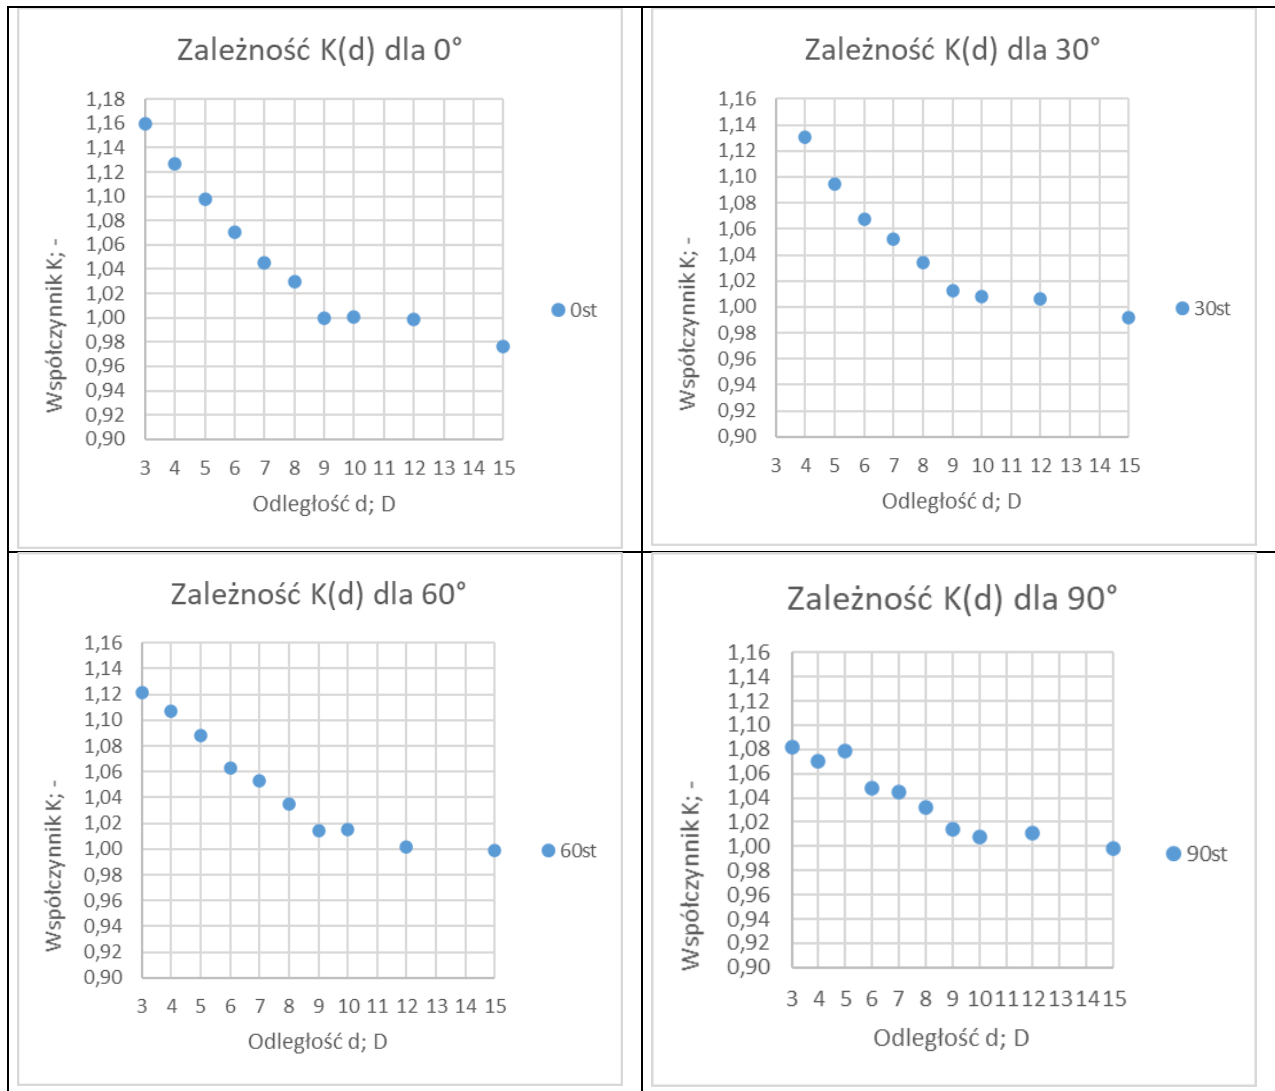 Zależność K(d) dla 0°
1,18
1,16
1,14
1,12
1,10
1,08
1,06
1,04
1,02
1,00
0,98
0,96
0,94
0,92
0,90
Współczynnik K; -
3 4 5 6 7 8 9 10 11 12 13 14 15
Odległość d; D
0st
Zależność K(d) dla 30°
1,16
1,14
1,12
1,10
1,08
1,06
1,04
1,02
1,00
0,98
0,96
0,94
0,92
0,90
Współczynnik K; -
3 4 5 6 7 8 9 10 11 12 13 14 15
Odległość d; D
30st
Zależność K(d) dla 60°
1,16
1,14
1,12
1,10
1,08
1,06
1,04
1,02
1,00
0,98
0,96
0,94
0,92
0,90
Współczynnik K; -
3 4 5 6 7 8 9 10 11 12 13 14 15
Odległość d; D
60st
Zależność K(d) dla 90°
1,16
1,14
1,12
1,10
1,08
1,06
1,04
1,02
1,00
0,98
0,96
0,94
0,92
0,90
Współczynnik K; -
3 4 5 6 7 8 9 10 11 12 13 14 15
Odległość d; D
90st